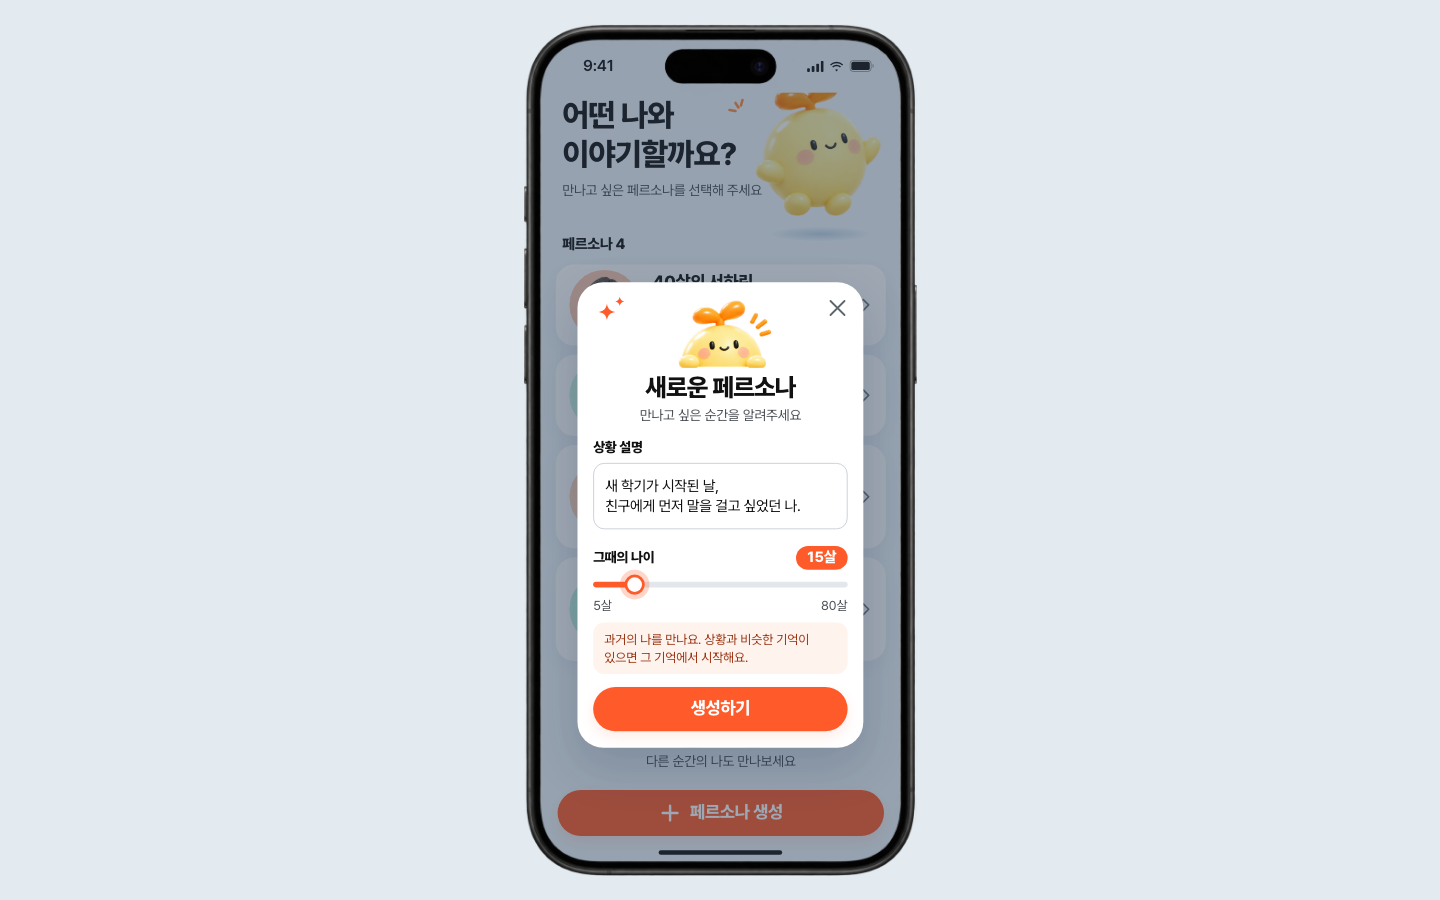 9:41
어떤 나와
이야기할까요?
만나고 싶은 페르소나를 선택해 주세요
페르소나 4
40살의 서하린
새로운 페르소나
만나고 싶은 순간을 알려주세요
상황 설명
새 학기가 시작된 날,
친구에게 먼저 말을 걸고 싶었던 나.
그때의 나이
15살
5살
80살
과거의 나를 만나요. 상황과 비슷한 기억이
있으면 그 기억에서 시작해요.
생성하기
다른 순간의 나도 만나보세요
페르소나 생성